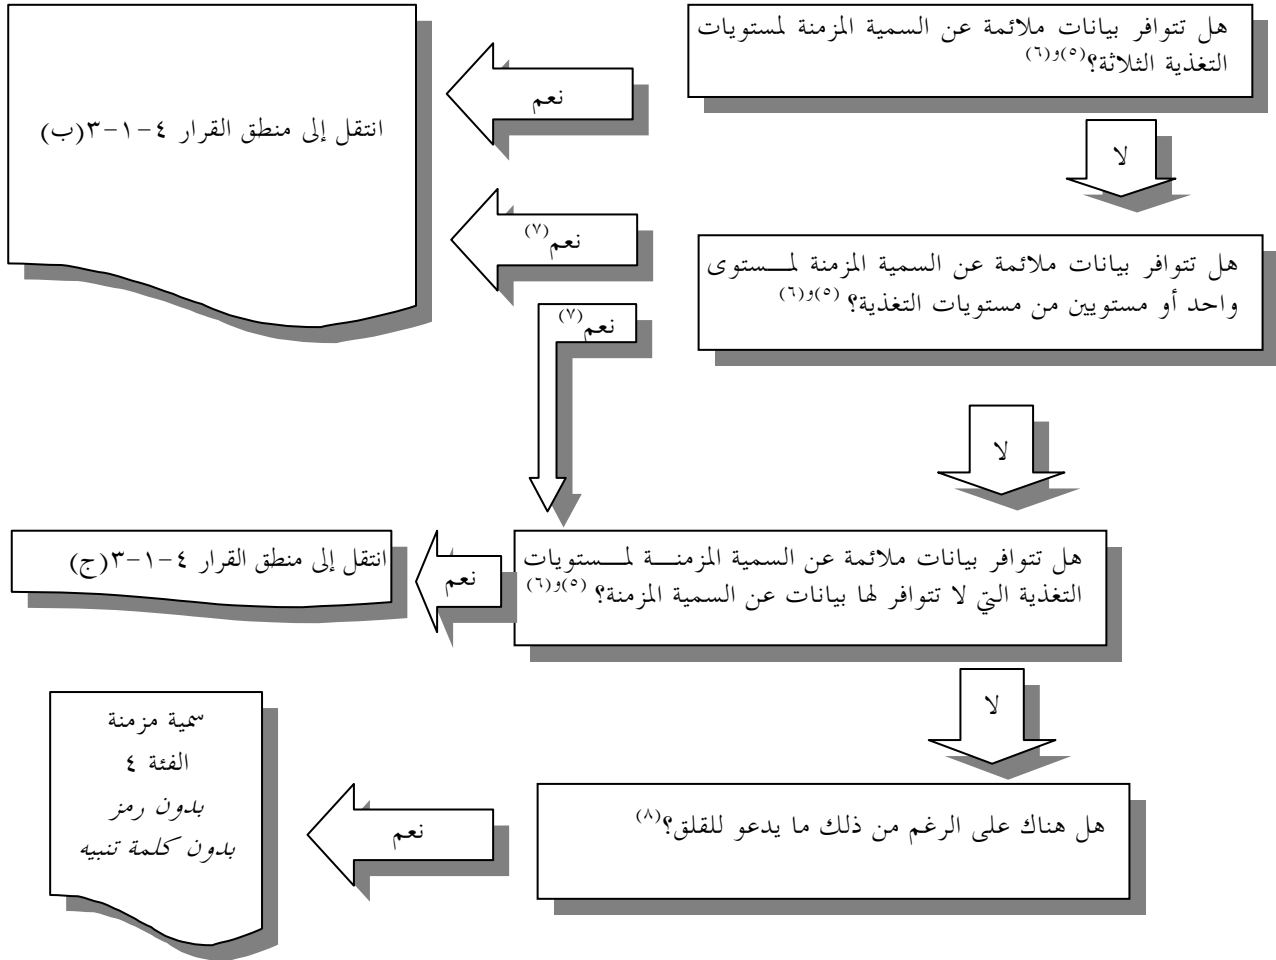 هل تتوافر بيانات ملائمة عن السمية المزمنة لمستويات
التغذية الثلاثة؟(٥)و(٦)
نعم
انتقل إلى منطق القرار ٤-١-٣(ب)
لا
هل تتوافر بيانات ملائمة عن السمية المزمنة لمستوى
واحد أو مستويين من مستويات التغذية؟ (٥)و(٦)
نعم(٧)
نعم(٧)
لا
هل تتوافر بيانات ملائمة عن السمية المزمنة لمستويات
التغذية التي لا تتوافر لها بيانات عن السمية المزمنة؟ (٥)و(٦)
نعم
انتقل إلى منطق القرار ٤-١-٣(ج)
لا
هل هناك على الرغم من ذلك ما يدعو للقلق؟(٨)
نعم
سمية مزمنة
الفئة ٤
بدون رمز
بدون كلمة تنبيه